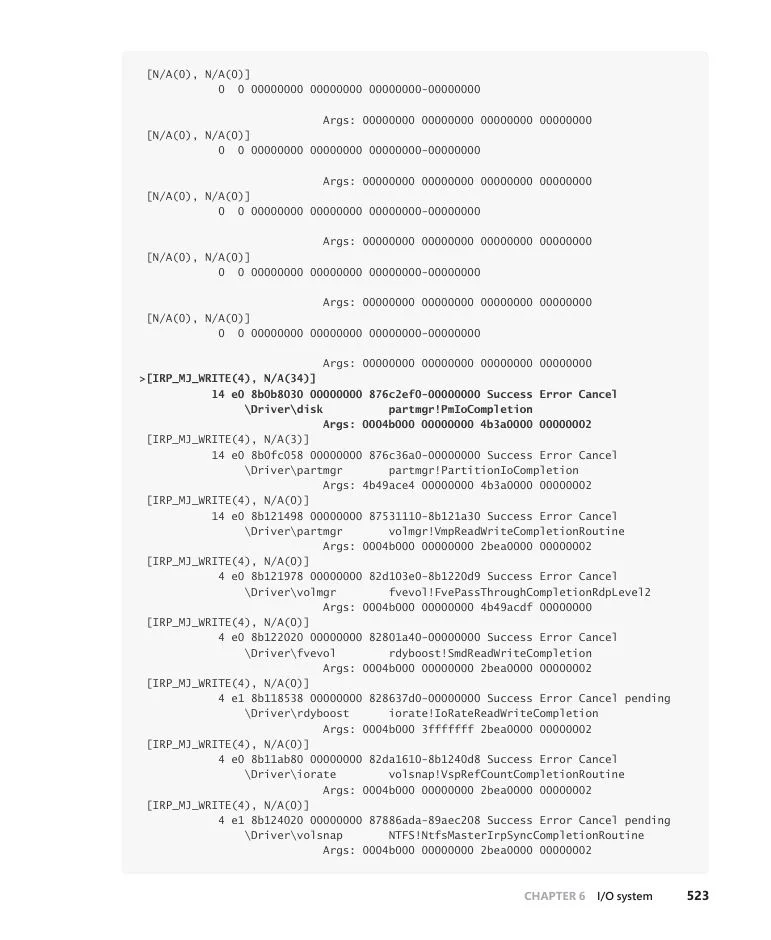 [N/A(0), N/A(0)]
0 0 00000000 00000000 00000000-00000000
Args: 00000000 00000000 00000000 00000000
[N/A(0), N/A(0)]
0 0 00000000 00000000 00000000-00000000
Args: 00000000 00000000 00000000 00000000
[N/A(0), N/A(0)]
0 0 00000000 00000000 00000000-00000000
Args: 00000000 00000000 00000000 00000000
[N/A(0), N/A(0)]
0 0 00000000 00000000 00000000-00000000
Args: 00000000 00000000 00000000 00000000
[N/A(0), N/A(0)]
0 0 00000000 00000000 00000000-00000000
Args: 00000000 00000000 00000000 00000000
>[IRP_MJ_WRITE(4), N/A(34)]
14 e0 8b0b8030 00000000 876c2ef0-00000000 Success Error Cancel
\Driver\disk partmgr!PmIoCompletion
Args: 0004b000 00000000 4b3a0000 00000002
[IRP_MJ_WRITE(4), N/A(3)]
14 e0 8b0fc058 00000000 876c36a0-00000000 Success Error Cancel
\Driver\partmgr partmgr!PartitionIoCompletion
Args: 4b49ace4 00000000 4b3a0000 00000002
[IRP_MJ_WRITE(4), N/A(0)]
14 e0 8b121498 00000000 87531110-8b121a30 Success Error Cancel
\Driver\partmgr volmgr!VmpReadWriteCompletionRoutine
Args: 0004b000 00000000 2bea0000 00000002
[IRP_MJ_WRITE(4), N/A(0)]
4 e0 8b121978 00000000 82d103e0-8b1220d9 Success Error Cancel
\Driver\volmgr fvevol!FvePassThroughCompletionRdpLevel2
Args: 0004b000 00000000 4b49acdf 00000000
[IRP_MJ_WRITE(4), N/A(0)]
4 e0 8b122020 00000000 82801a40-00000000 Success Error Cancel
\Driver\fvevol rdyboost!SmdReadWriteCompletion
Args: 0004b000 00000000 2bea0000 00000002
[IRP_MJ_WRITE(4), N/A(0)]
4 e1 8b118538 00000000 828637d0-00000000 Success Error Cancel pending
\Driver\rdyboost iorate!IoRateReadWriteCompletion
Args: 0004b000 3fffffff 2bea0000 00000002
[IRP_MJ_WRITE(4), N/A(0)]
4 e0 8b11ab80 00000000 82da1610-8b1240d8 Success Error Cancel
\Driver\iorate volsnap!VspRefCountCompletionRoutine
Args: 0004b000 00000000 2bea0000 00000002
[IRP_MJ_WRITE(4), N/A(0)]
4 e1 8b124020 00000000 87886ada-89aec208 Success Error Cancel pending
\Driver\volsnap NTFS!NtfsMasterIrpSyncCompletionRoutine
Args: 0004b000 00000000 2bea0000 00000002
CHAPTER 6 I/O system 523